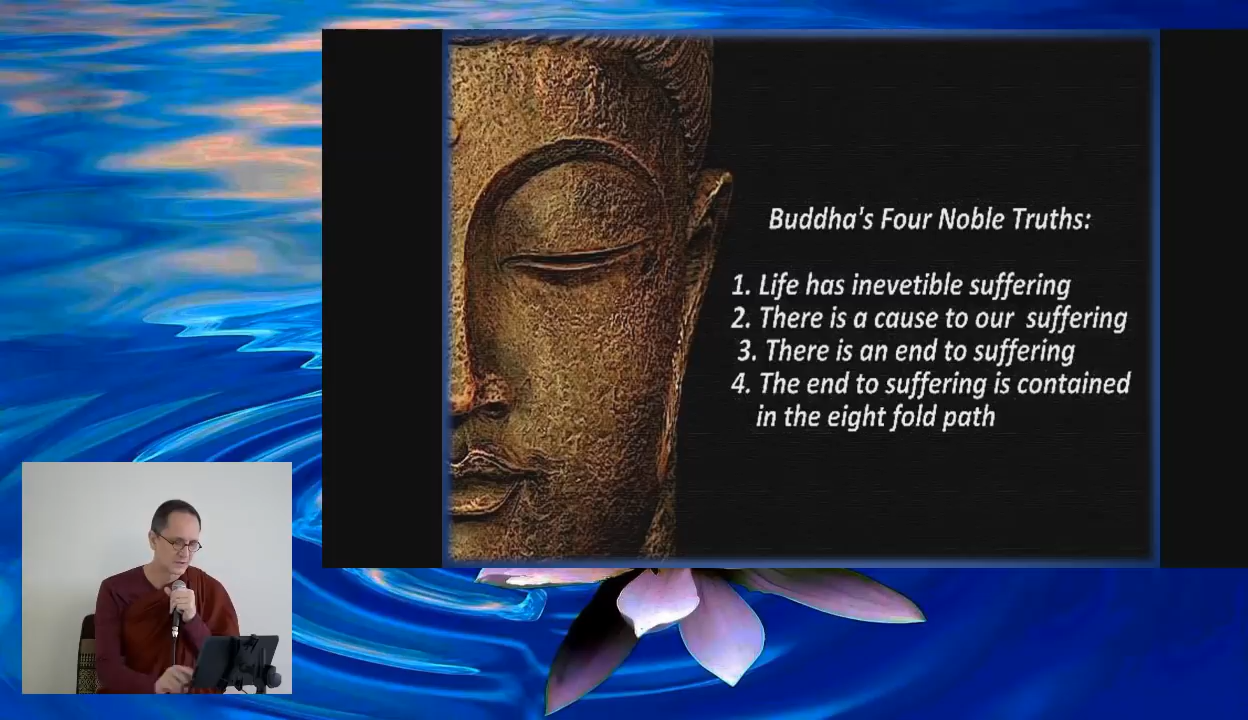 Buddha's Four Noble Truths:
1. Life has inevetible suffering
2. There is a cause to our suffering
3. There is an end to suffering
4. The end to suffering is contained
in the eight fold path